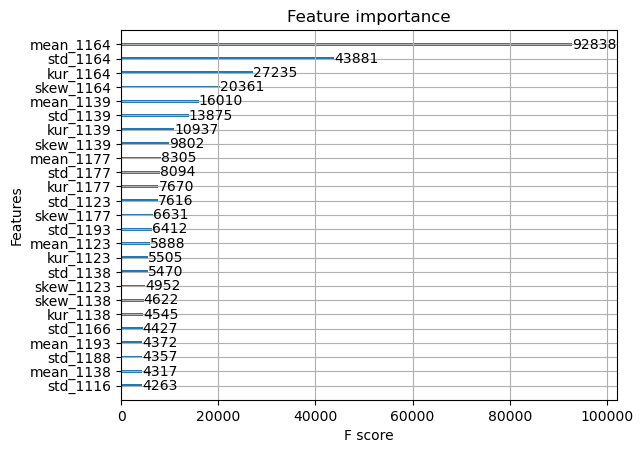 Feature importance
mean_1164 92838
std_1164 43881
kur_1164 27235
skew_1164 20361
mean_1139 16010
std_1139 13875
kur_1139 10937
skew_1139 9802
mean_1177 8305
std_1177 8094
kur_1177 7670
std_1123 7616
skew_1177 6631
std_1193 6412
mean_1123 5888
kur_1123 5505
std_1138 5470
skew_1123 4952
skew_1138 4622
kur_1138 4545
std_1166 4427
mean_1193 4372
std_1188 4357
mean_1138 4317
std_1116 4263
Features
0 20000 40000 60000 80000 100000
F score